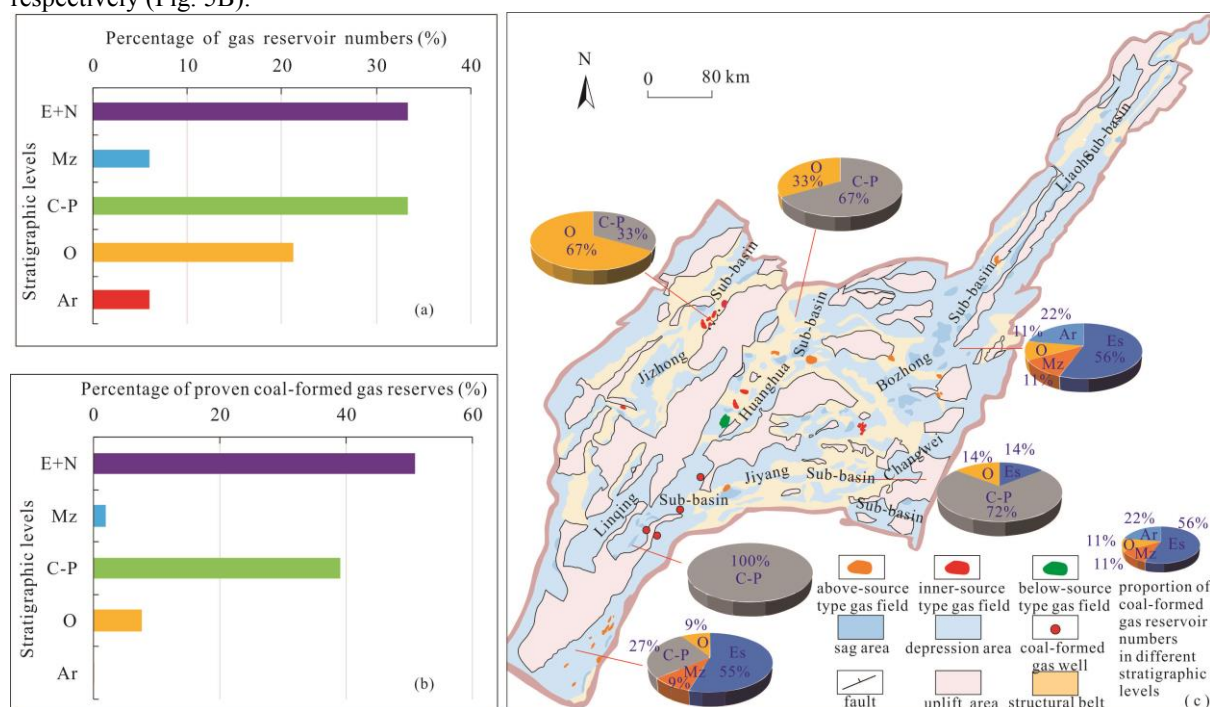 respectively (Fig. 5B).
Percentage of gas reservoir numbers (%)
0 10 20 30 40
E+N
Mz
C-P
O
Ar
Stratigraphic levels
(a)
Percentage of proven coal-formed gas reserves (%)
0 20 40 60
E+N
Mz
C-P
O
Ar
Stratigraphic levels
(b)
N
0 80 km
O
33%
C-P
67%
O
67%
C-P
33%
Sub-basin
Jizhong
Sub-basin
Huanghua
Liaohe
Sub-basin
Sub-basin
Bozhong
22%
11%
11%
Ar
O
Mz
Es
56%
Jiyang
Sub-basin
Changwei
Sub-basin
Linqing
Sub-basin
14%
14%
O
Es
C-P
72%
100%
C-P
9%
27%
O
C-P
Mz
9%
Es
55%
22%
56%
11%
11%
Ar
O
Mz
Es
above-source
type gas field
inner-source
type gas field
below-source
type gas field
sag area
depression area
coal-formed
gas well
fault
uplift area
structural belt
proportion of
coal-formed
gas reservoir
numbers
in different
stratigraphic
levels
(c)